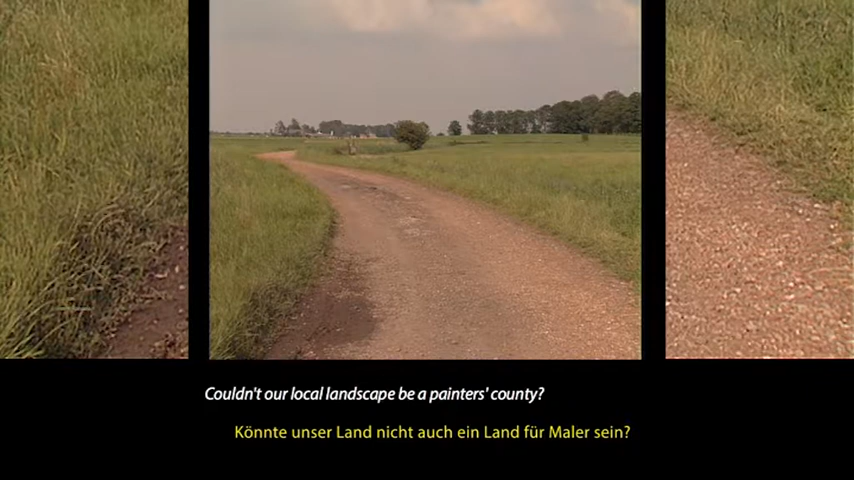 Couldn't our local landscape be a painters' county?
Könnte unser Land nicht auch ein Land für Maler sein?